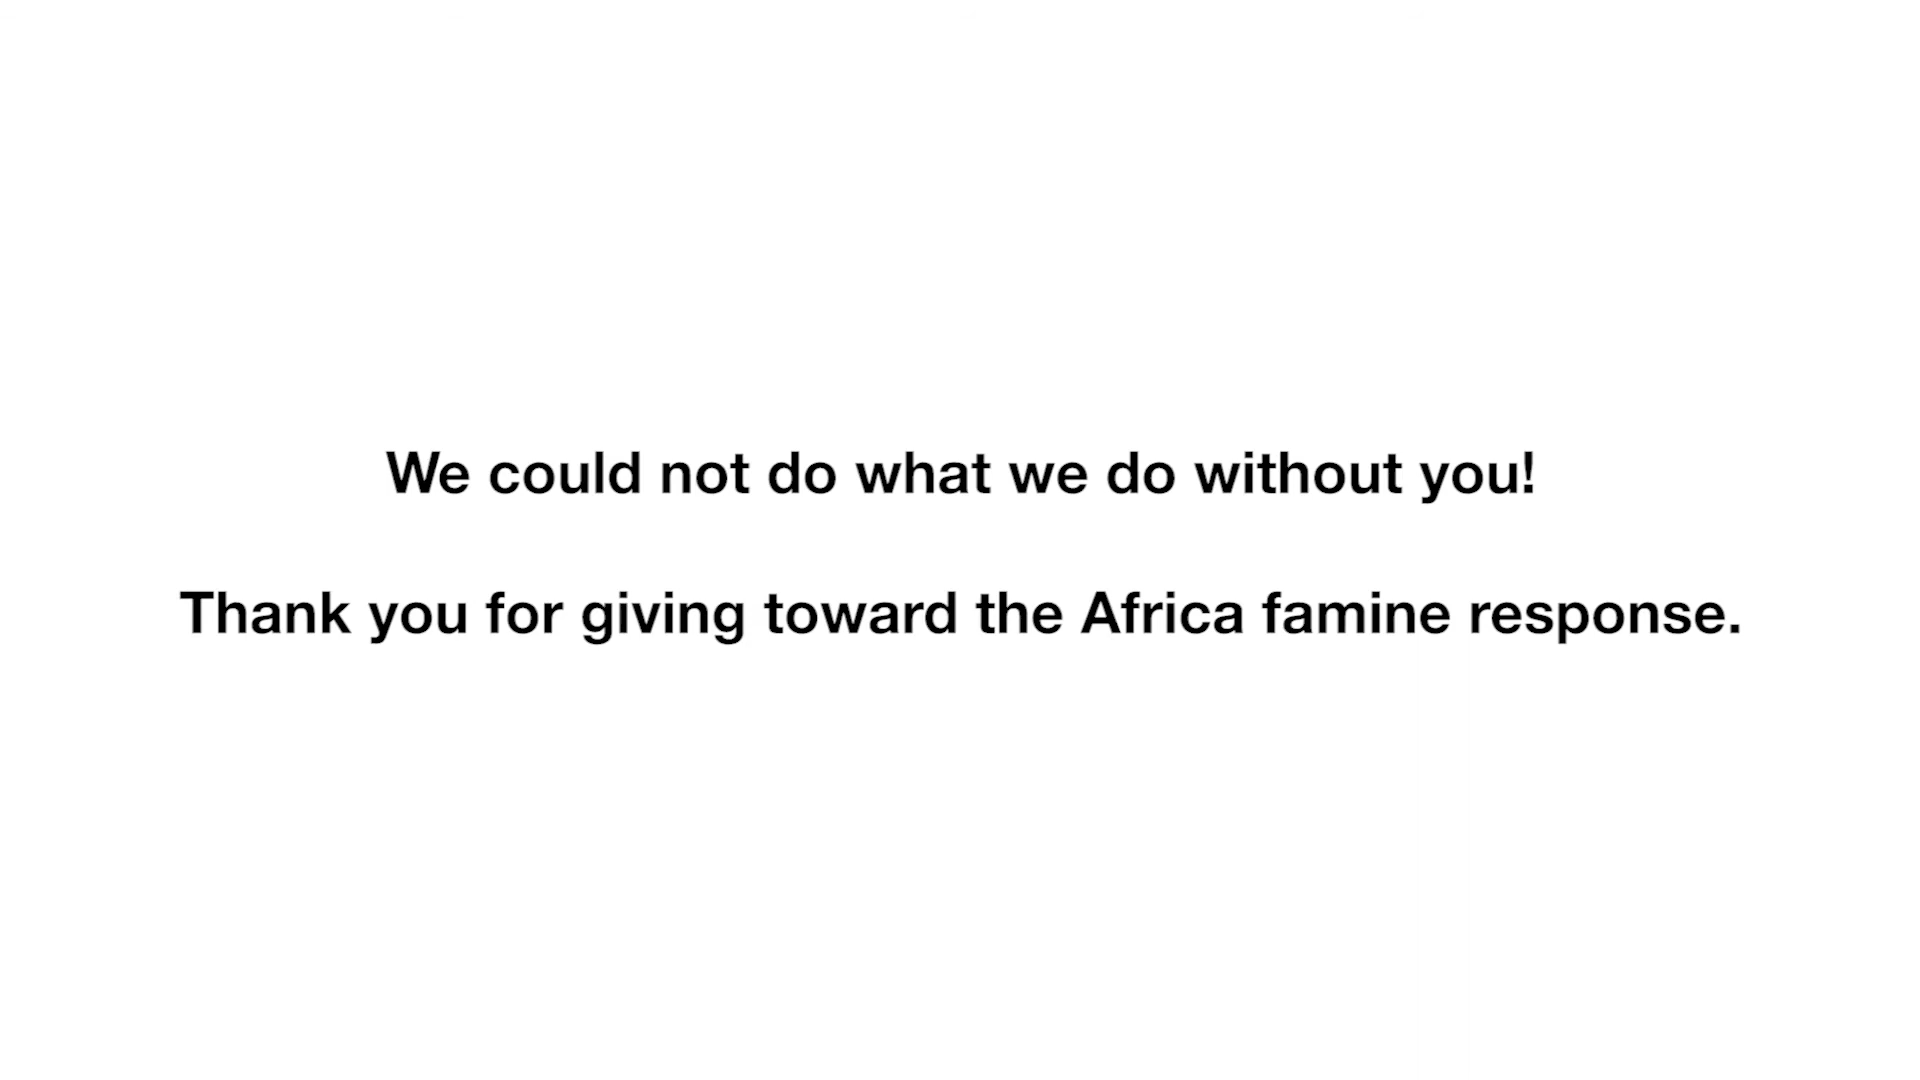 We could not do what we do without you!
Thank you for giving toward the Africa famine response.